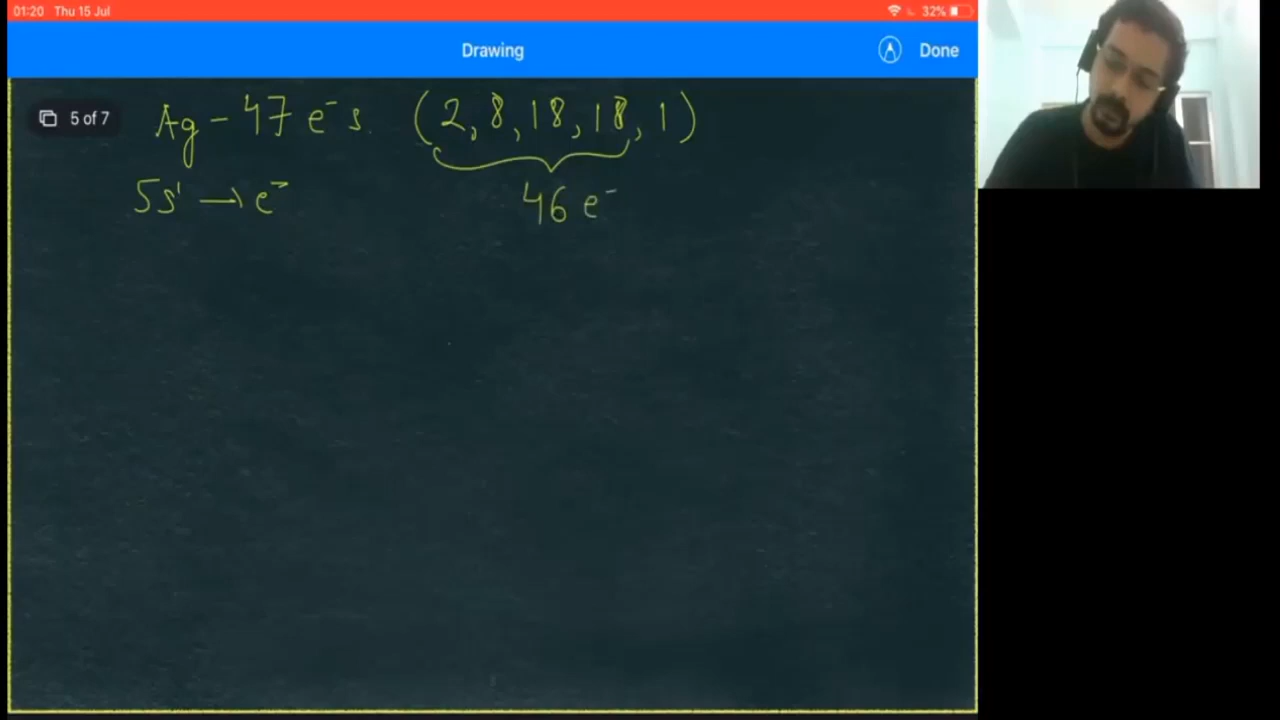 01:20 Thu 15 Jul 32%
Drawing Done
5 of 7
Ag - 47 e⁻s. (2, 8, 18, 18, 1)
5s¹ → e⁻ 46 e⁻